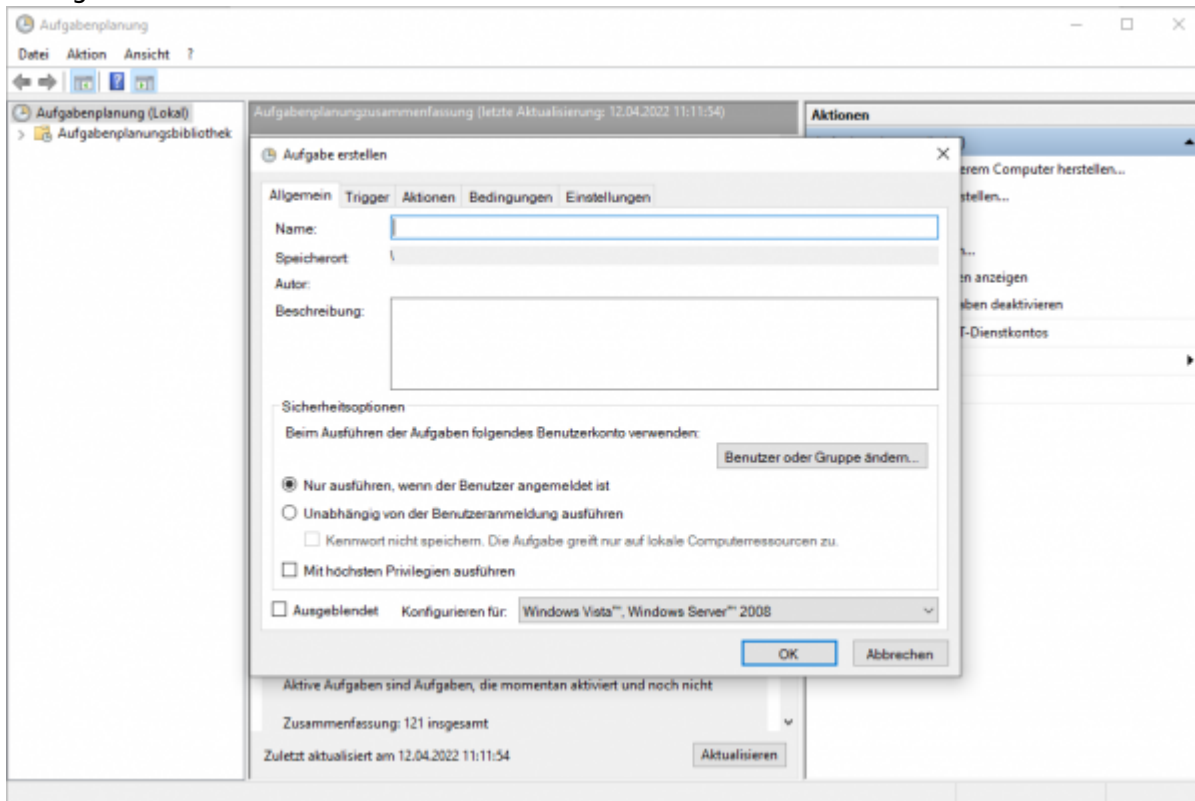 Aufgabenplanung
Datei Aktion Ansicht ?
Aufgabenplanung (Lokal)
Aufgabenplanungsbibliothek
Aufgabenplanungszusammenfassung (letzte Aktualisierung: 12.04.2022 11:11:54)
Aktionen
erem Computer herstellen...
stellen...
n...
en anzeigen
aben deaktivieren
T-Dienstkontos
Aufgabe erstellen
Allgemein Trigger Aktionen Bedingungen Einstellungen
Name:
Speicherort \
Autor:
Beschreibung:
Sicherheitsoptionen
Beim Ausführen der Aufgaben folgendes Benutzerkonto verwenden:
Benutzer oder Gruppe ändern...
Nur ausführen, wenn der Benutzer angemeldet ist
Unabhängig von der Benutzeranmeldung ausführen
Kennwort nicht speichern. Die Aufgabe greift nur auf lokale Computerressourcen zu.
Mit höchsten Privilegien ausführen
Ausgeblendet Konfigurieren für: Windows Vista™, Windows Server™ 2008
OK Abbrechen
Aktive Aufgaben sind Aufgaben, die momentan aktiviert und noch nicht
Zusammenfassung: 121 insgesamt
Zuletzt aktualisiert am 12.04.2022 11:11:54 Aktualisieren